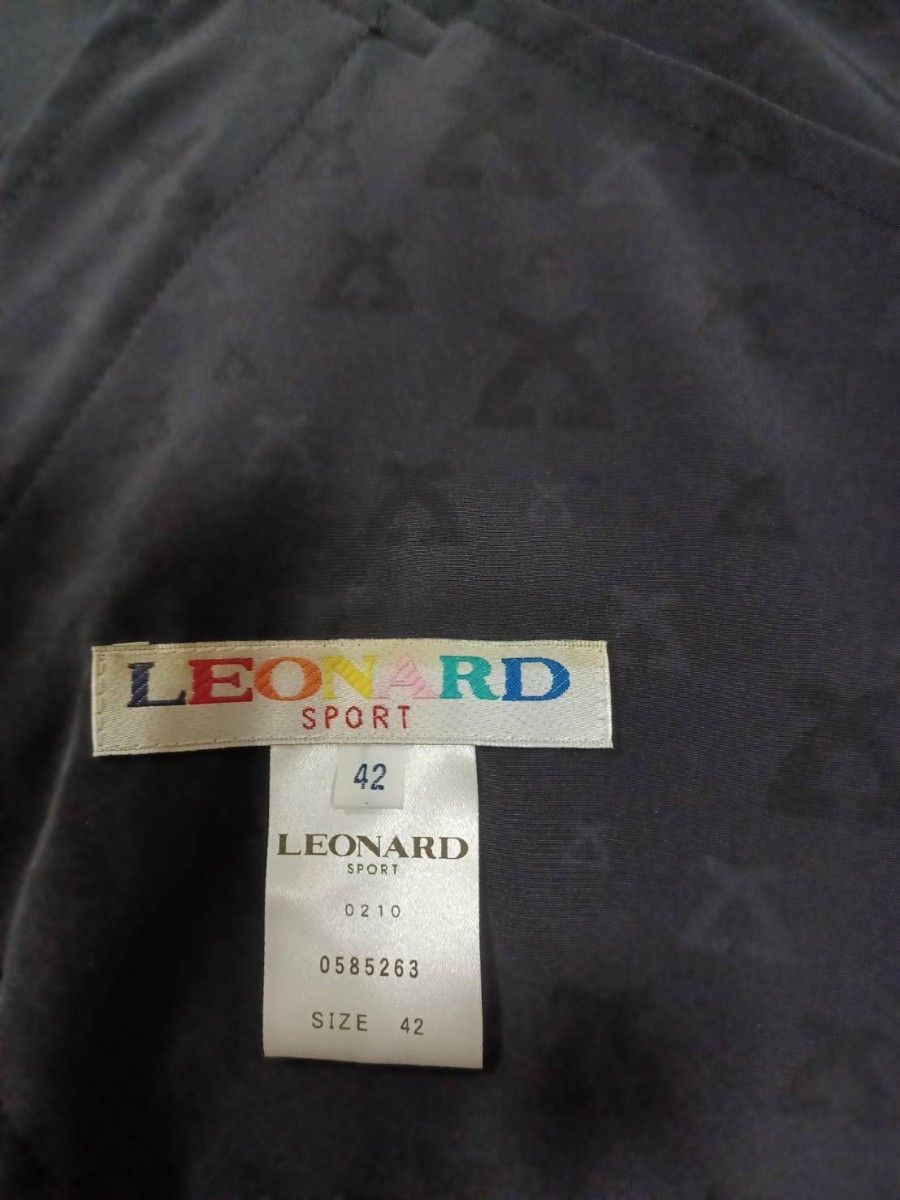 LEONARD
SPORT
42
LEONARD
SPORT
0210
0585263
SIZE 42